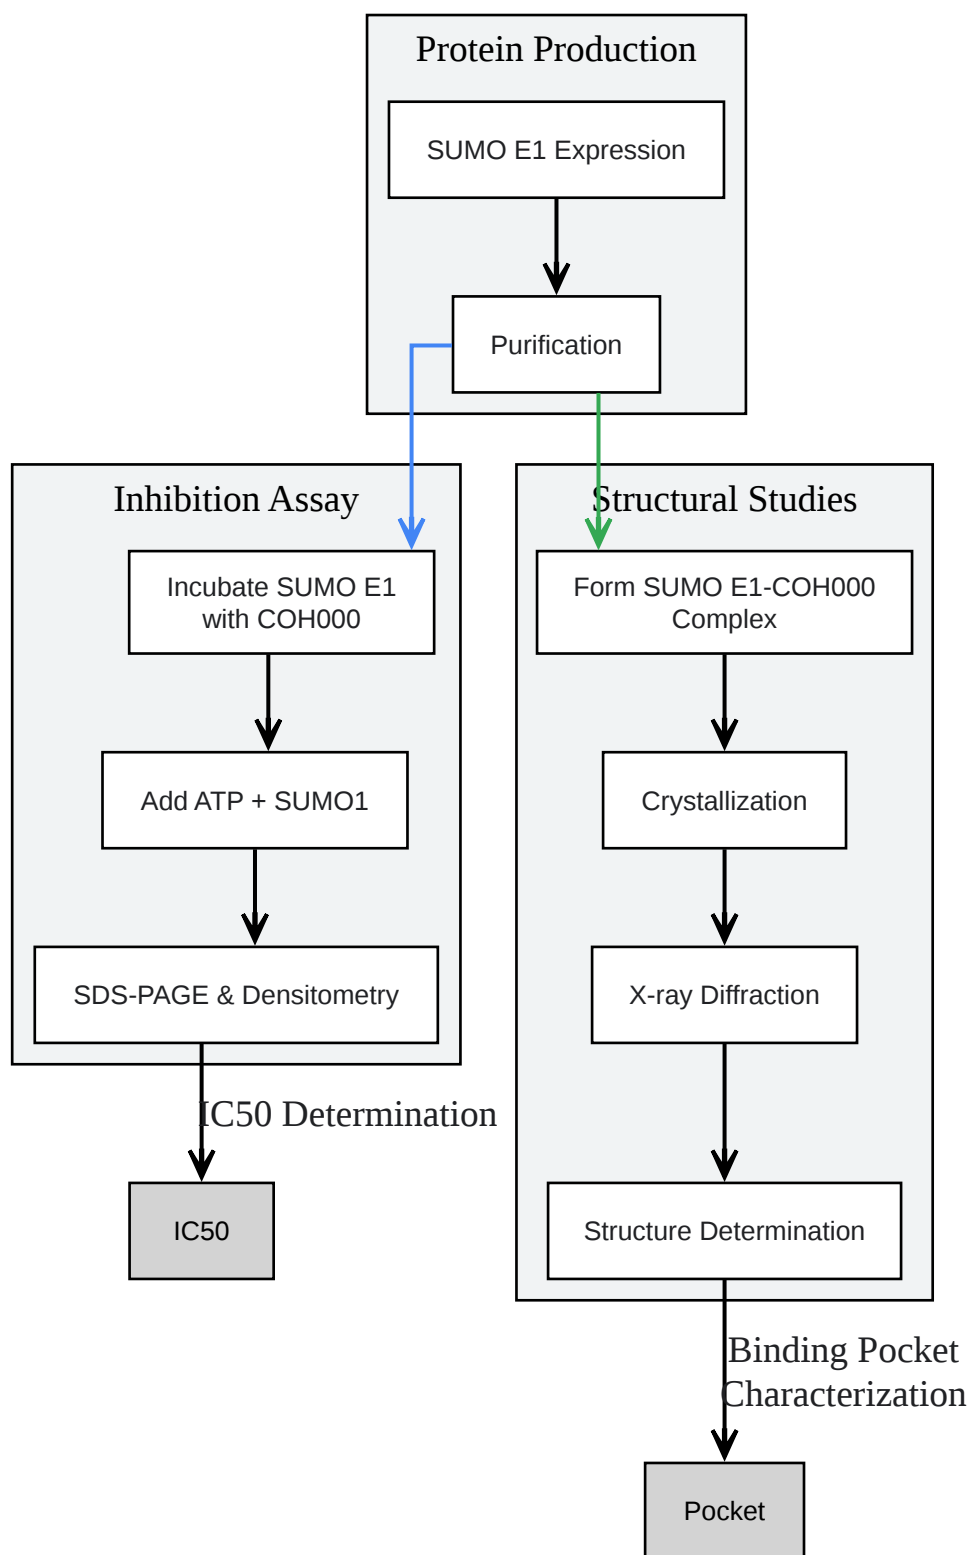 Protein Production
SUMO E1 Expression
Purification
Inhibition Assay
Incubate SUMO E1
with COH000
Add ATP + SUMO1
SDS-PAGE & Densitometry
IC50 Determination
IC50
Structural Studies
Form SUMO E1-COH000
Complex
Crystallization
X-ray Diffraction
Structure Determination
Binding Pocket
Characterization
Pocket